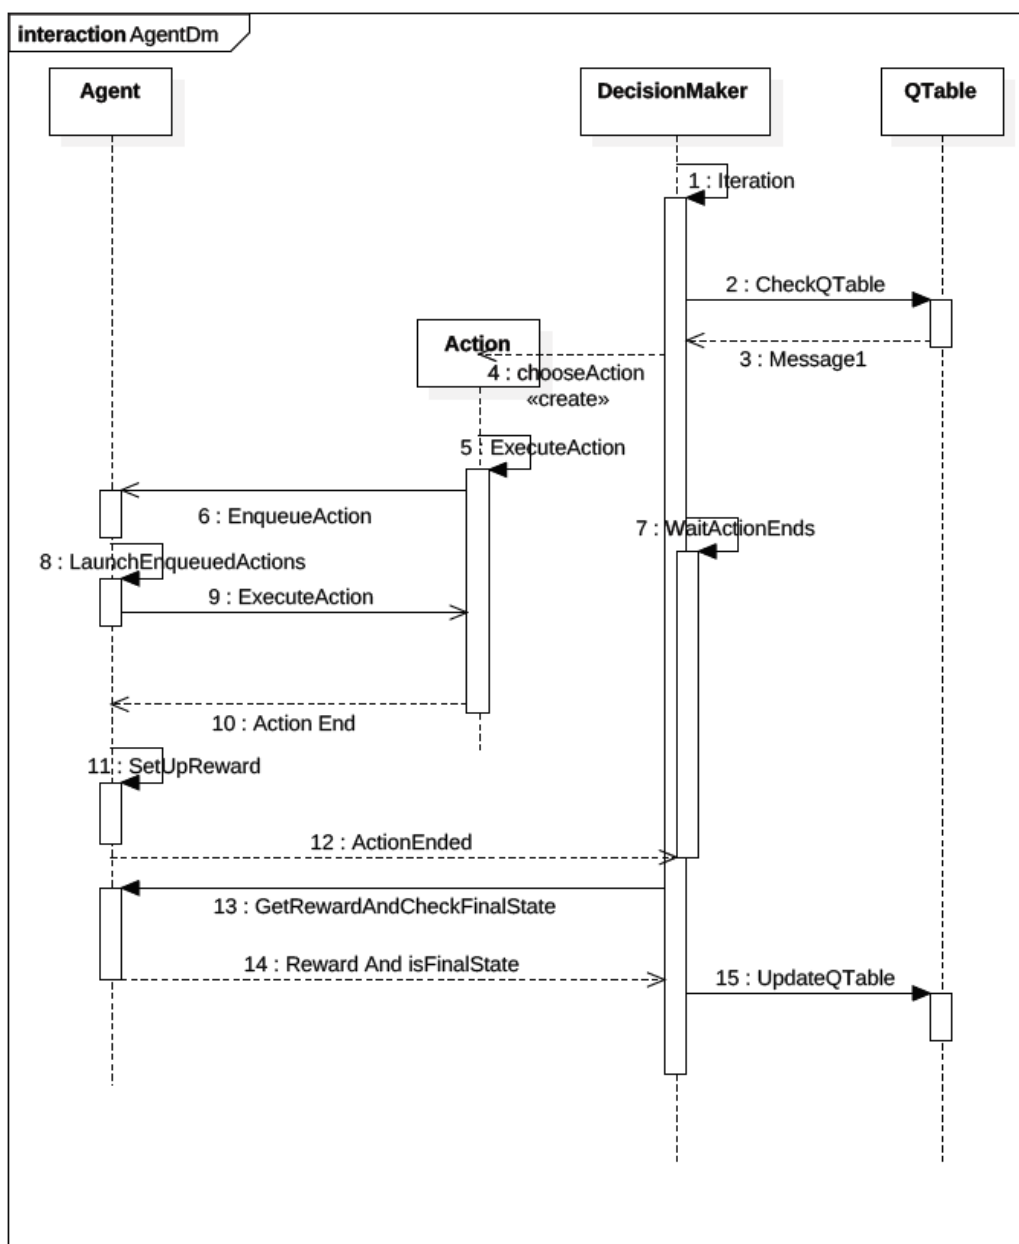 interaction AgentDm
Agent
DecisionMaker
QTable
1 : Iteration
2 : CheckQTable
Action
3 : Message1
4 : chooseAction
«create»
5 : ExecuteAction
6 : EnqueueAction
7 : WaitActionEnds
8 : LaunchEnqueuedActions
9 : ExecuteAction
10 : Action End
11 : SetUpReward
12 : ActionEnded
13 : GetRewardAndCheckFinalState
14 : Reward And isFinalState
15 : UpdateQTable